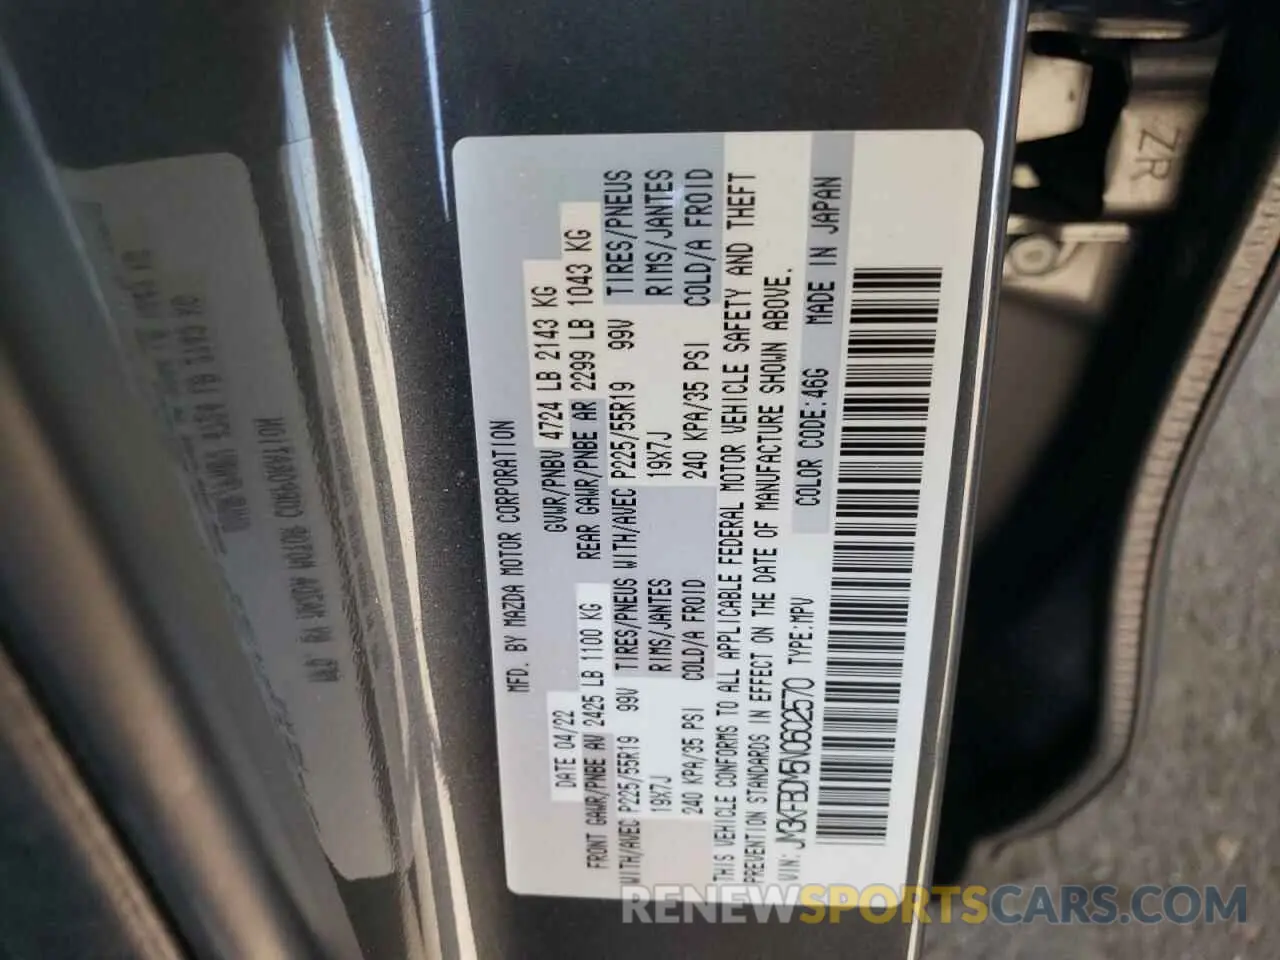 MFD. BY MAZDA MOTOR CORPORATION
DATE 04/22 GVWR/PNBV 4724 LB 2143 KG
FRONT GAWR/PNBE AV 2425 LB 1100 KG REAR GAWR/PNBE AR 2299 LB 1043 KG
WITH/AVEC P225/55R19 99V TIRES/PNEUS WITH/AVEC P225/55R19 99V TIRES/PNEUS
19X7J RIMS/JANTES 19X7J RIMS/JANTES
240 KPA/35 PSI COLD/A FROID 240 KPA/35 PSI COLD/A FROID
THIS VEHICLE CONFORMS TO ALL APPLICABLE FEDERAL MOTOR VEHICLE SAFETY AND THEFT
PREVENTION STANDARDS IN EFFECT ON THE DATE OF MANUFACTURE SHOWN ABOVE.
VIN: JM3KFBDM5N0602570 TYPE:MPV COLOR CODE:46G MADE IN JAPAN
ZR
RENEWSPORTSCARS.COM